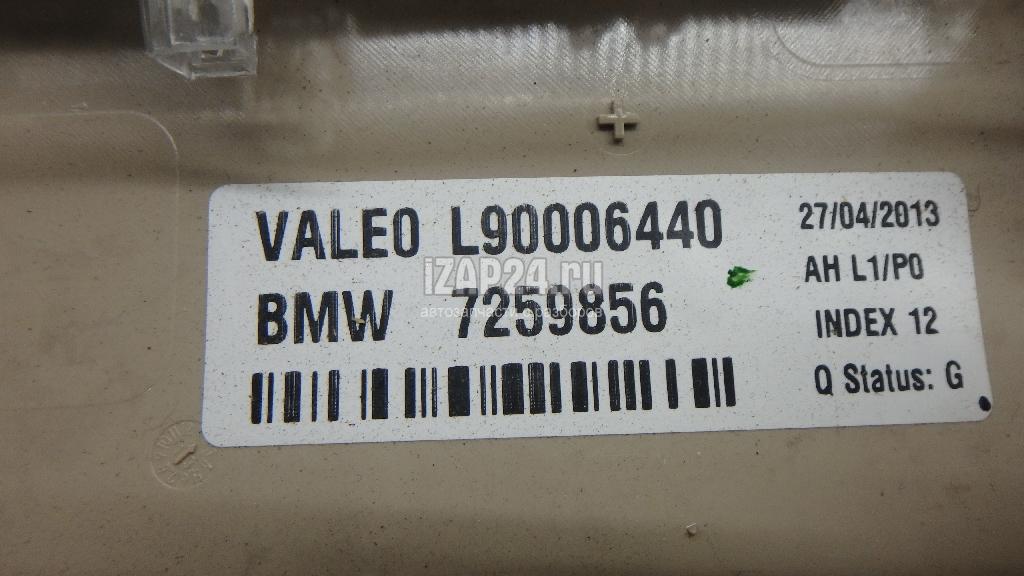 VALEO L90006440
27/04/2013
iZAP24.ru
AH L1/P0
BMW 7259856
автозапчасти с разборов
INDEX 12
Q Status: G